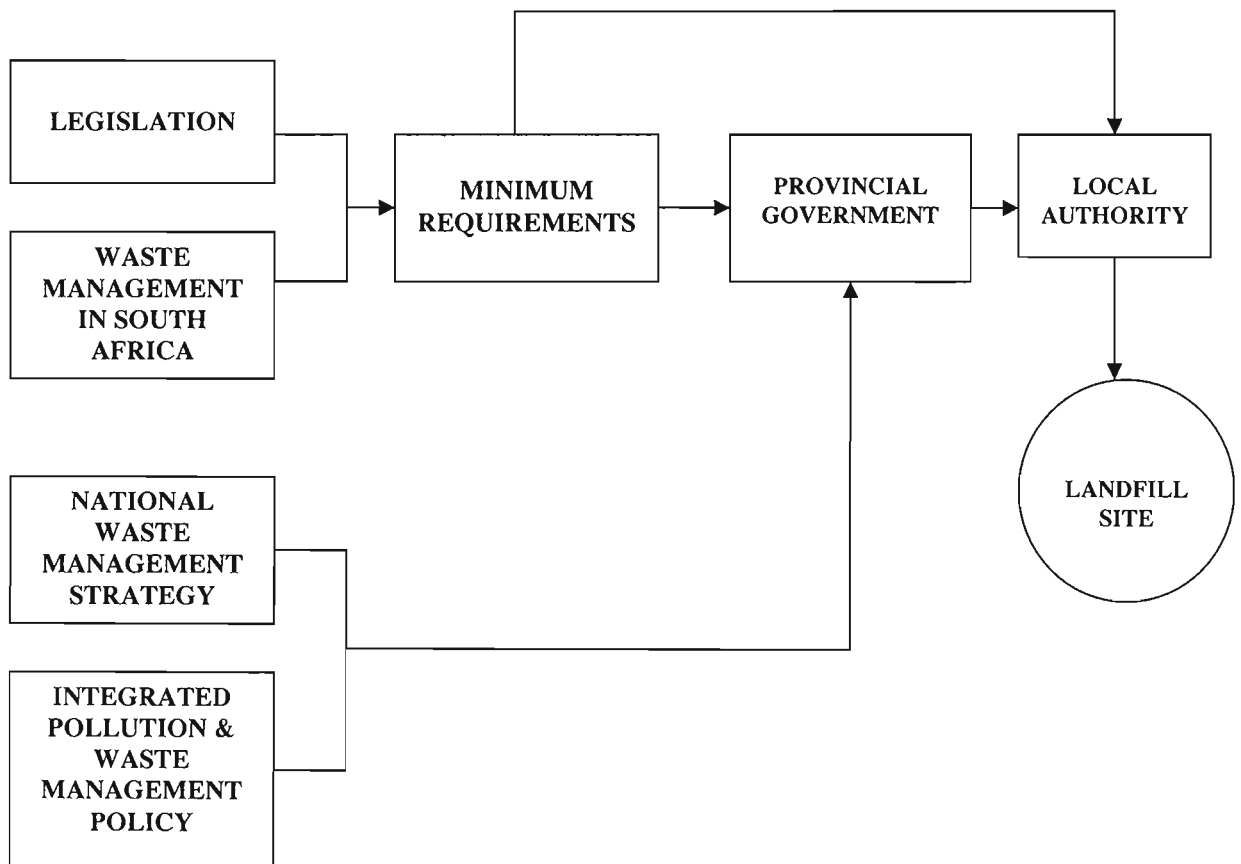 LEGISLATION
WASTE
MANAGEMENT
IN SOUTH
AFRICA
MINIMUM
REQUIREMENTS
PROVINCIAL
GOVERNMENT
LOCAL
AUTHORITY
LANDFILL
SITE
NATIONAL
WASTE
MANAGEMENT
STRATEGY
INTEGRATED
POLLUTION &
WASTE
MANAGEMENT
POLICY